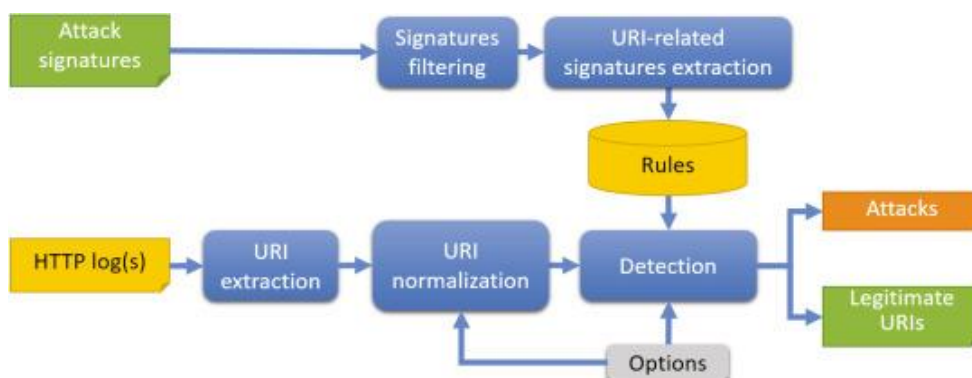 Attack
signatures
Signatures
filtering
URI-related
signatures extraction
Rules
HTTP log(s)
URI
extraction
URI
normalization
Detection
Attacks
Legitimate
URIs
Options